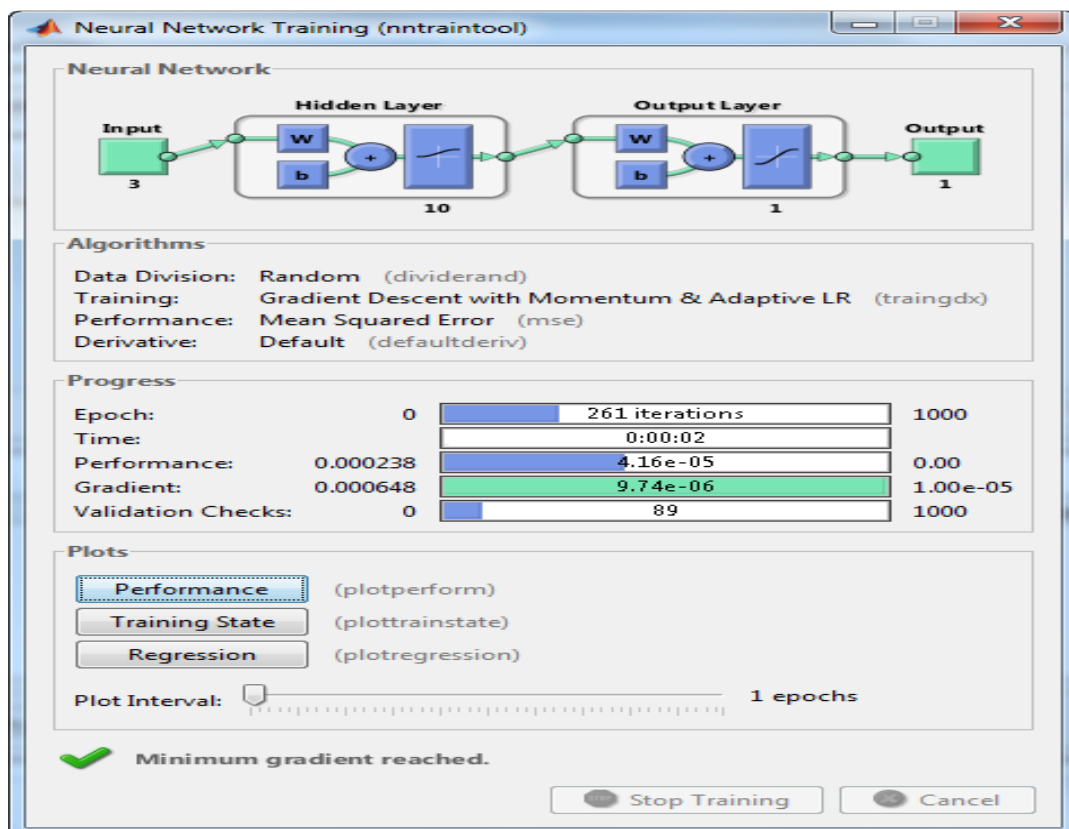 Neural Network Training (nntraintool)
Neural Network
Hidden Layer
Output Layer
Input
Output
W
b
+
W
b
+
3
10
1
1
Algorithms
Data Division: Random (dividerand)
Training: Gradient Descent with Momentum & Adaptive LR (traingdx)
Performance: Mean Squared Error (mse)
Derivative: Default (defaultderiv)
Progress
Epoch: 0 261 iterations 1000
Time: 0:00:02
Performance: 0.000238 4.16e-05 0.00
Gradient: 0.000648 9.74e-06 1.00e-05
Validation Checks: 0 89 1000
Plots
Performance (plotperform)
Training State (plottrainstate)
Regression (plotregression)
Plot Interval: 1 epochs
Minimum gradient reached.
STOP Stop Training
Cancel